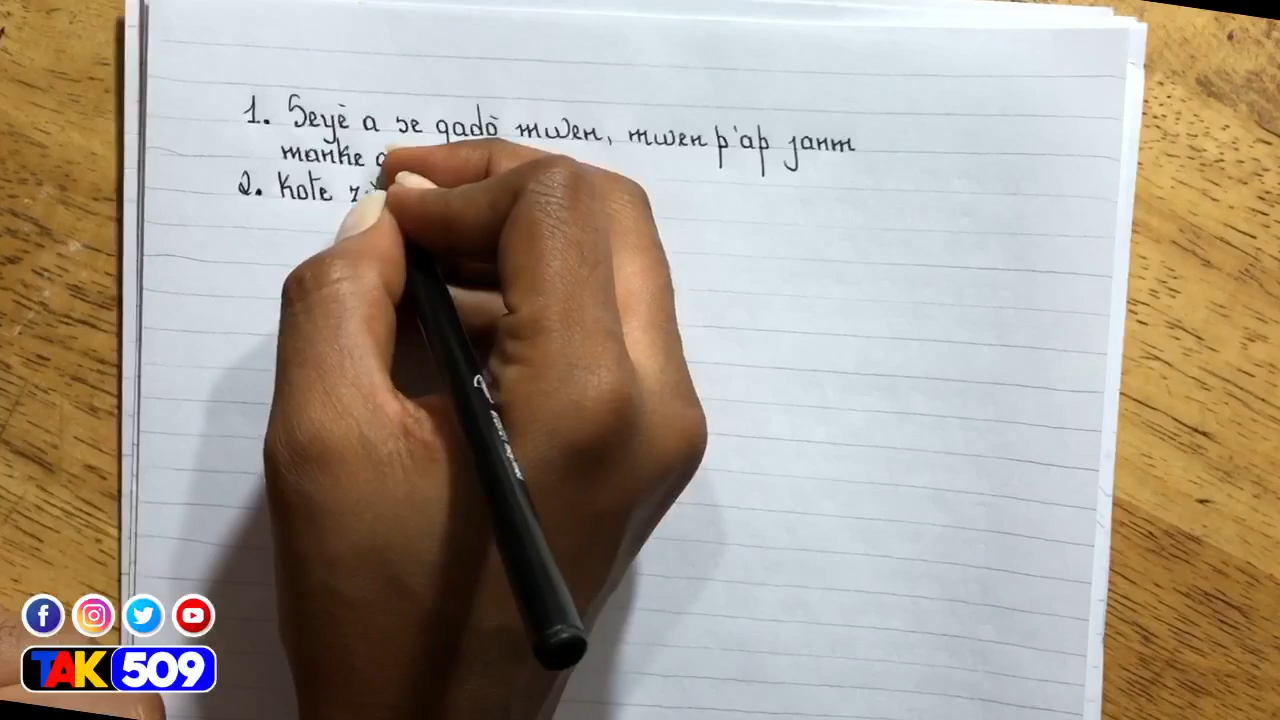 1. Seyè a se gadò mwen, mwen p'ap janm
manke
2. Kote
TAK 509